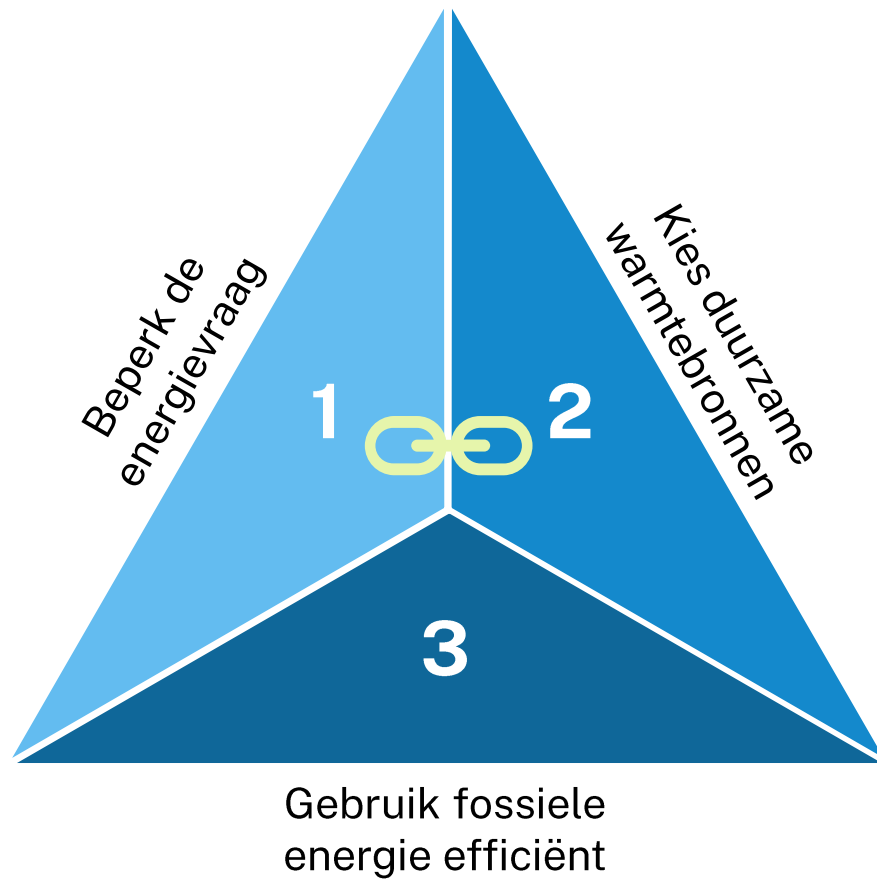 Beperk de
energievraag
1
2
Kies duurzame
warmtebronnen
3
Gebruik fossiele
energie efficiënt